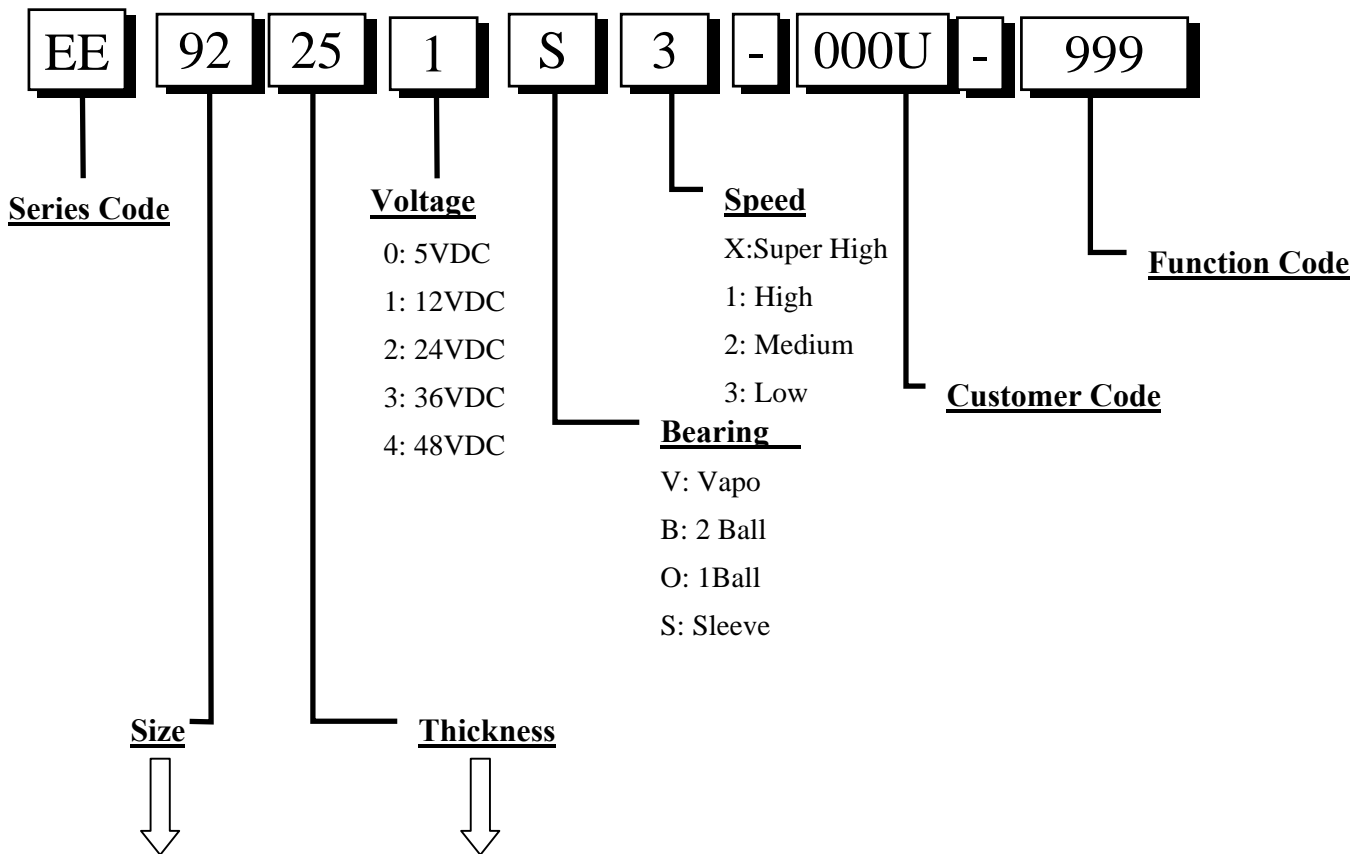 EE 92 25 1 S 3 - 000U - 999
Series Code
Voltage
0: 5VDC
1: 12VDC
2: 24VDC
3: 36VDC
4: 48VDC
Speed
X:Super High
1: High
2: Medium
3: Low
Function Code
Customer Code
Bearing
V: Vapo
B: 2 Ball
O: 1Ball
S: Sleeve
Size
Thickness